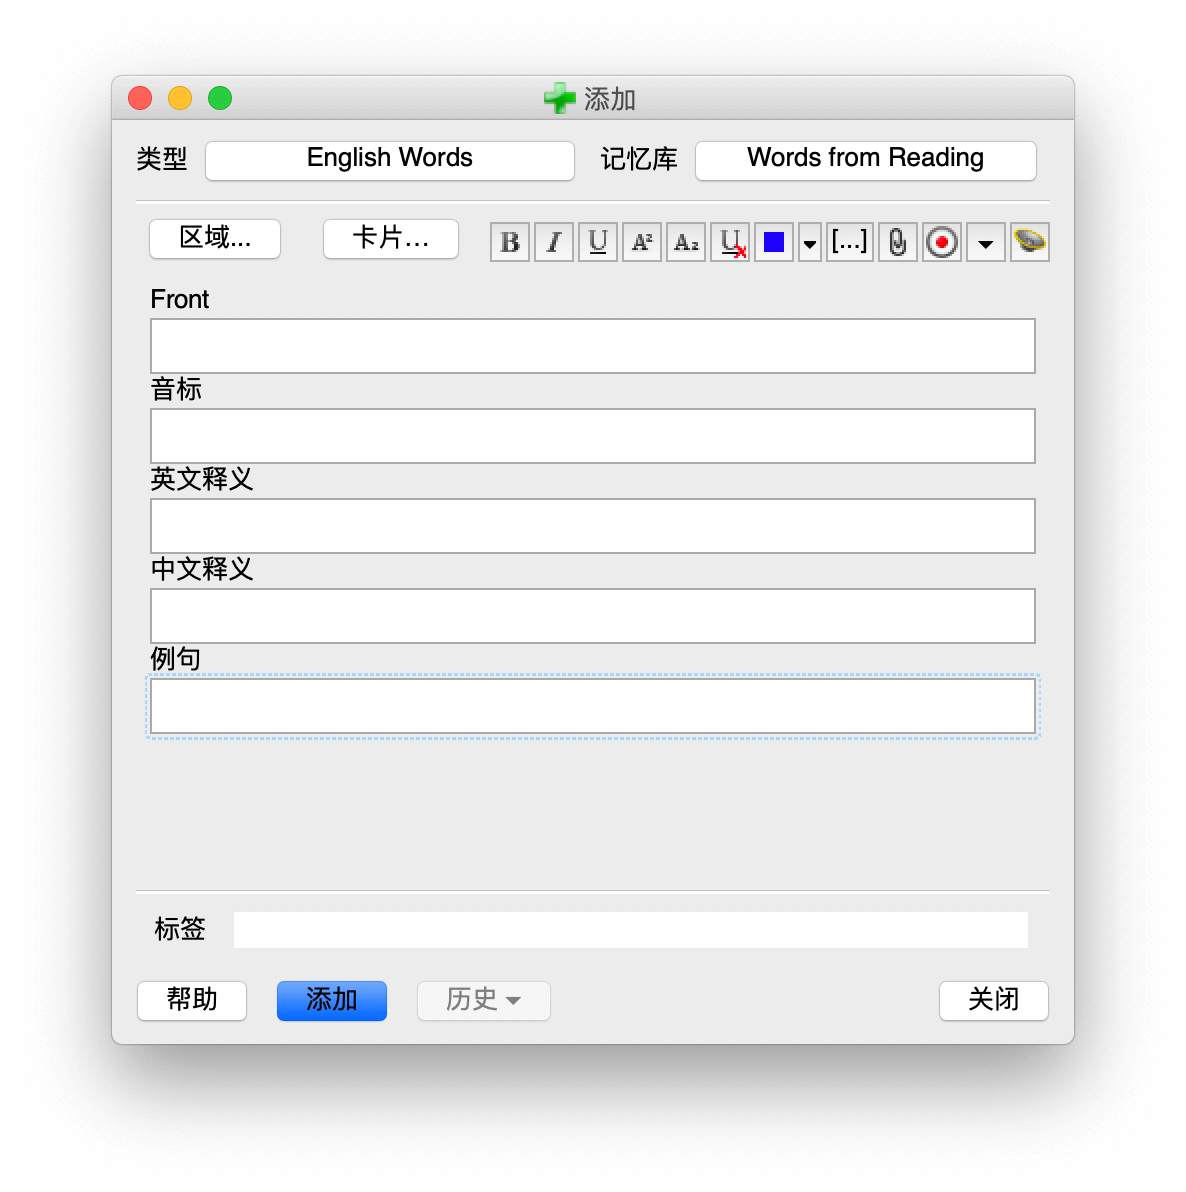 添加
类型 English Words 记忆库 Words from Reading
区域... 卡片... B I U A² A₂ U [...]
Front
音标
英文释义
中文释义
例句
标签
帮助 添加 历史 关闭